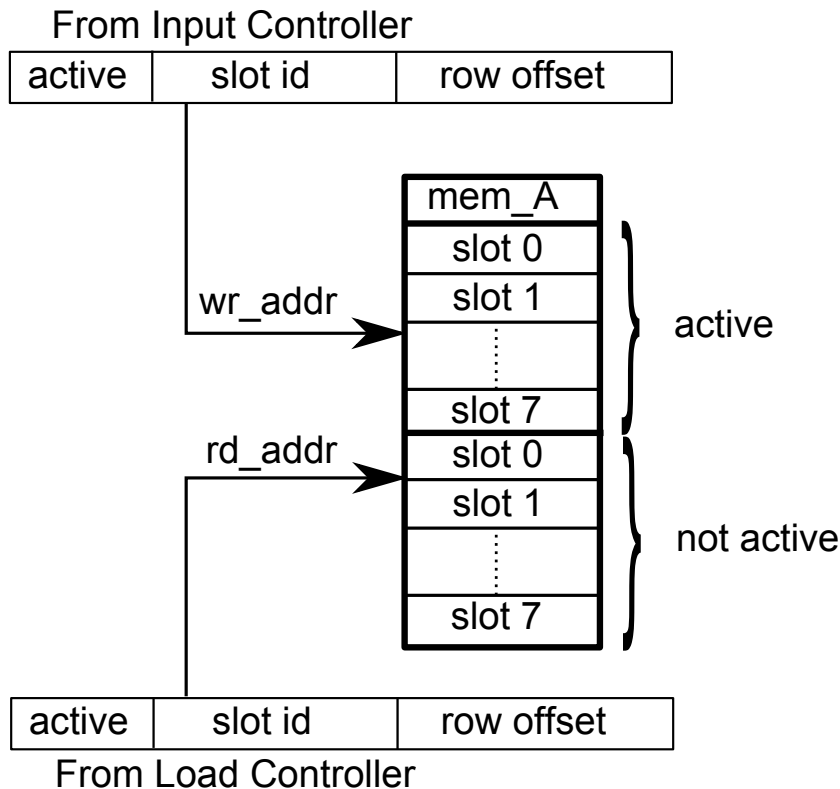 From Input Controller
active slot id row offset
mem_A
slot 0
slot 1
wr_addr
active
slot 7
rd_addr
slot 0
slot 1
not active
slot 7
active slot id row offset
From Load Controller